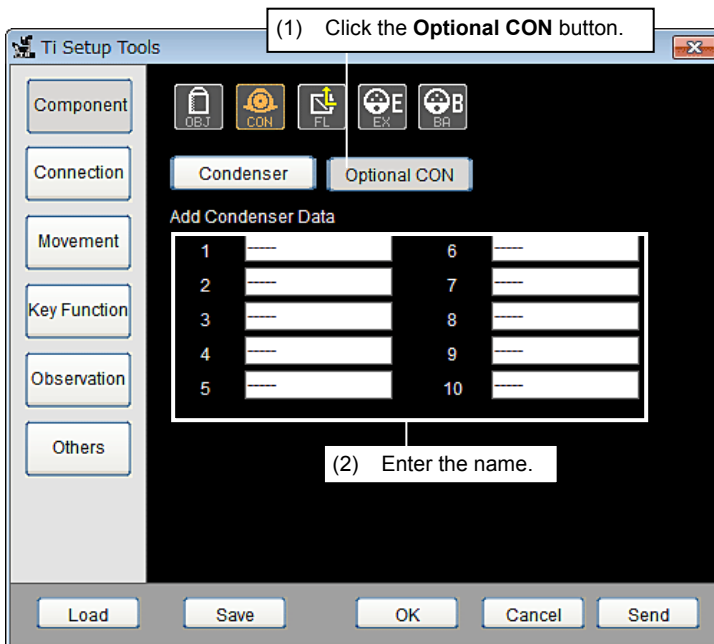 (1) Click the Optional CON button.
Ti Setup Tools
Component
OBJ
CON
FL
E
EX
B
BA
Connection
Condenser
Optional CON
Add Condenser Data
Movement
1 -----
6 -----
2 -----
7 -----
Key Function
3 -----
8 -----
4 -----
9 -----
Observation
5 -----
10 -----
Others
(2) Enter the name.
Load
Save
OK
Cancel
Send